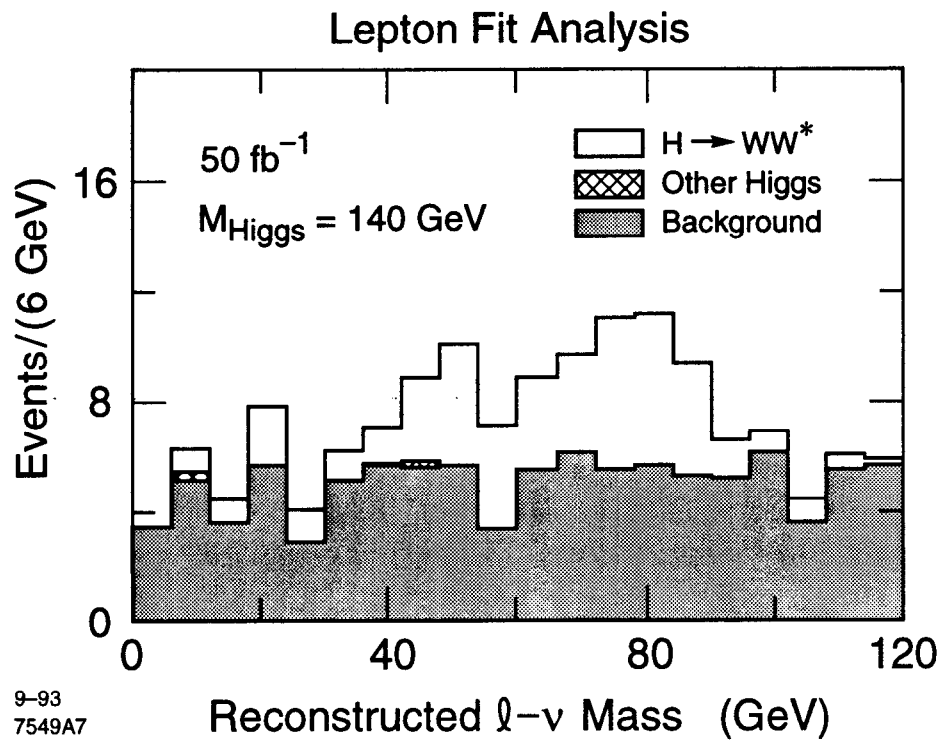 Lepton Fit Analysis
50 fb⁻¹
M_Higgs = 140 GeV
H → WW*
Other Higgs
Background
Events/(6 GeV)
16
8
0
0 40 80 120
Reconstructed ℓ–ν Mass (GeV)
9–93
7549A7